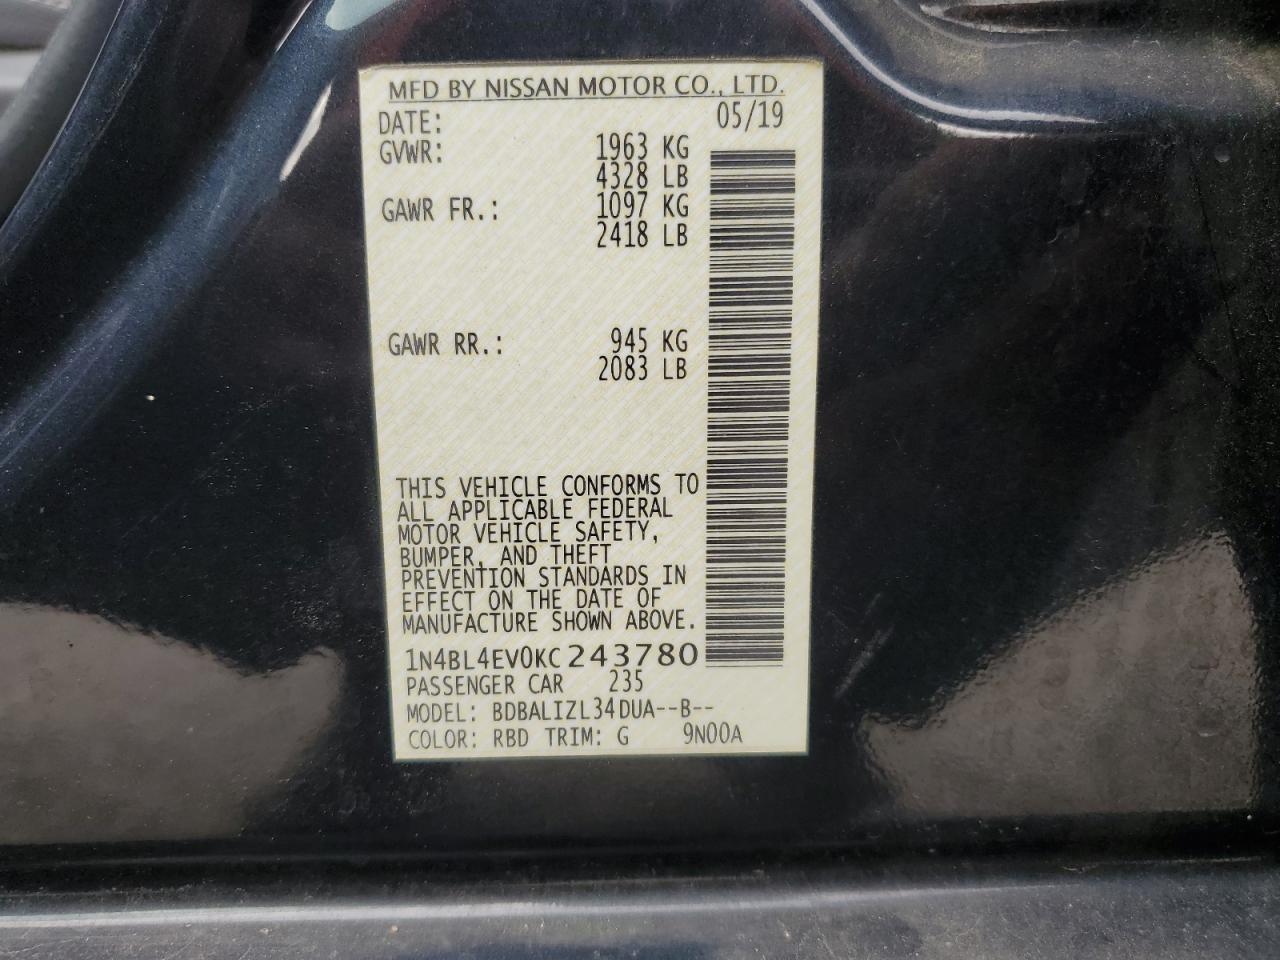 MFD BY NISSAN MOTOR CO., LTD.
DATE: 05/19
GVWR: 1963 KG
4328 LB
GAWR FR.: 1097 KG
2418 LB
GAWR RR.: 945 KG
2083 LB
THIS VEHICLE CONFORMS TO
ALL APPLICABLE FEDERAL
MOTOR VEHICLE SAFETY,
BUMPER, AND THEFT
PREVENTION STANDARDS IN
EFFECT ON THE DATE OF
MANUFACTURE SHOWN ABOVE.
1N4BL4EV0KC243780
PASSENGER CAR 235
MODEL: BDBALIZL34DUA--B--
COLOR: RBD TRIM: G 9N00A